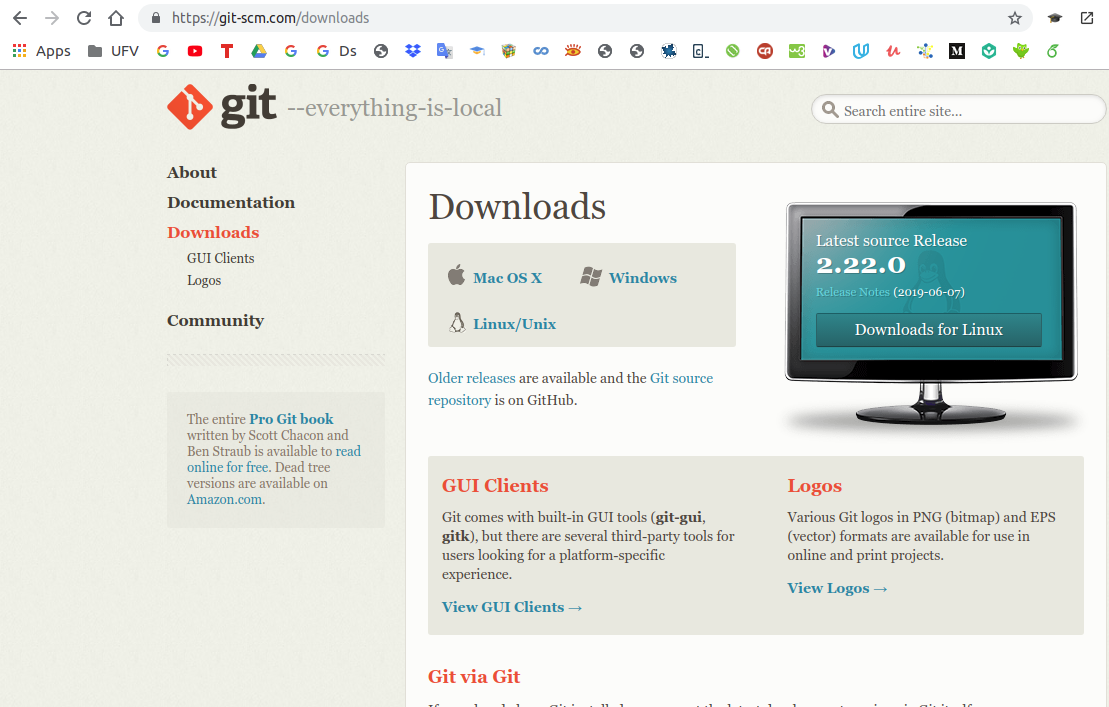 https://git-scm.com/downloads
Apps UFV Ds
git --everything-is-local
Search entire site...
About
Documentation
Downloads
GUI Clients
Logos
Community
The entire Pro Git book
written by Scott Chacon and
Ben Straub is available to read
online for free. Dead tree
versions are available on
Amazon.com.
Downloads
Mac OS X
Windows
Linux/Unix
Older releases are available and the Git source
repository is on GitHub.
Latest source Release
2.22.0
Release Notes (2019-06-07)
Downloads for Linux
GUI Clients
Git comes with built-in GUI tools (git-gui,
gitk), but there are several third-party tools for
users looking for a platform-specific
experience.
View GUI Clients →
Logos
Various Git logos in PNG (bitmap) and EPS
(vector) formats are available for use in
online and print projects.
View Logos →
Git via Git